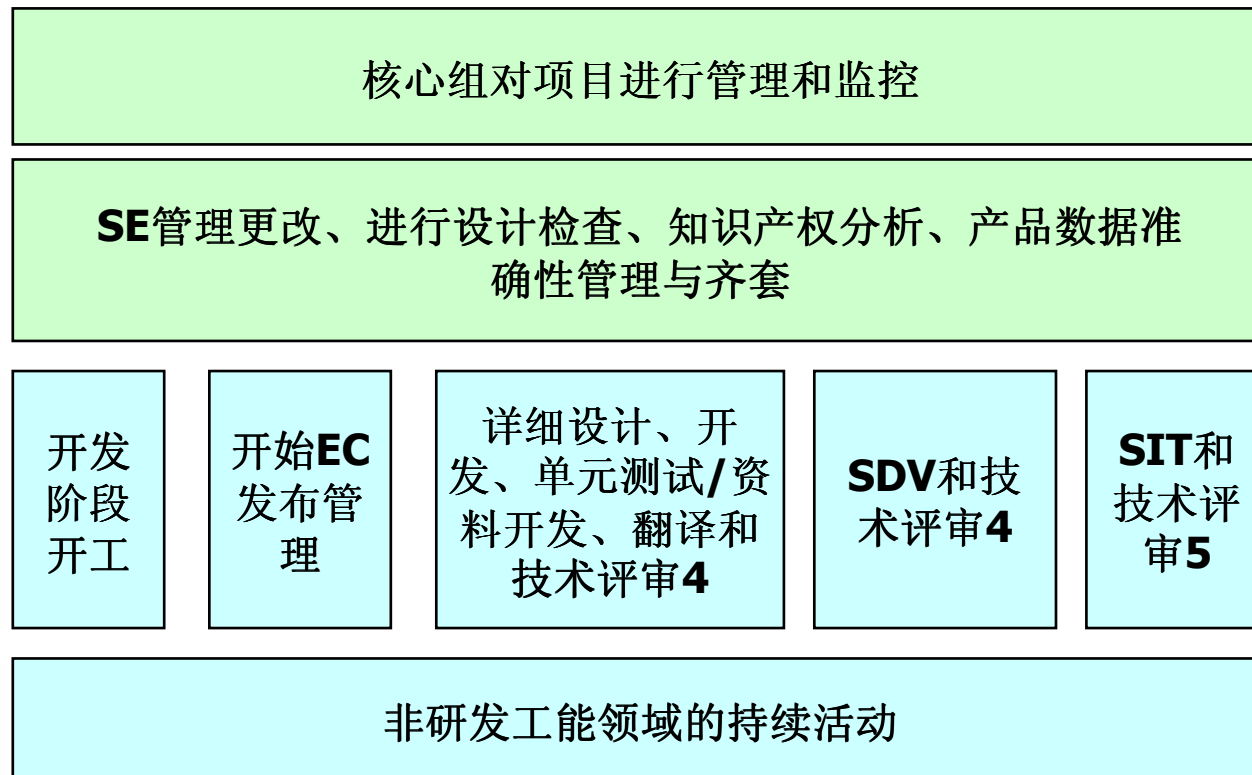 核心组对项目进行管理和监控
SE管理更改、进行设计检查、知识产权分析、产品数据准
确性管理与齐套
开发
阶段
开工
开始EC
发布管
理
详细设计、开
发、单元测试/资
料开发、翻译和
技术评审4
SDV和技
术评审4
SIT和
技术评
审5
非研发工能领域的持续活动